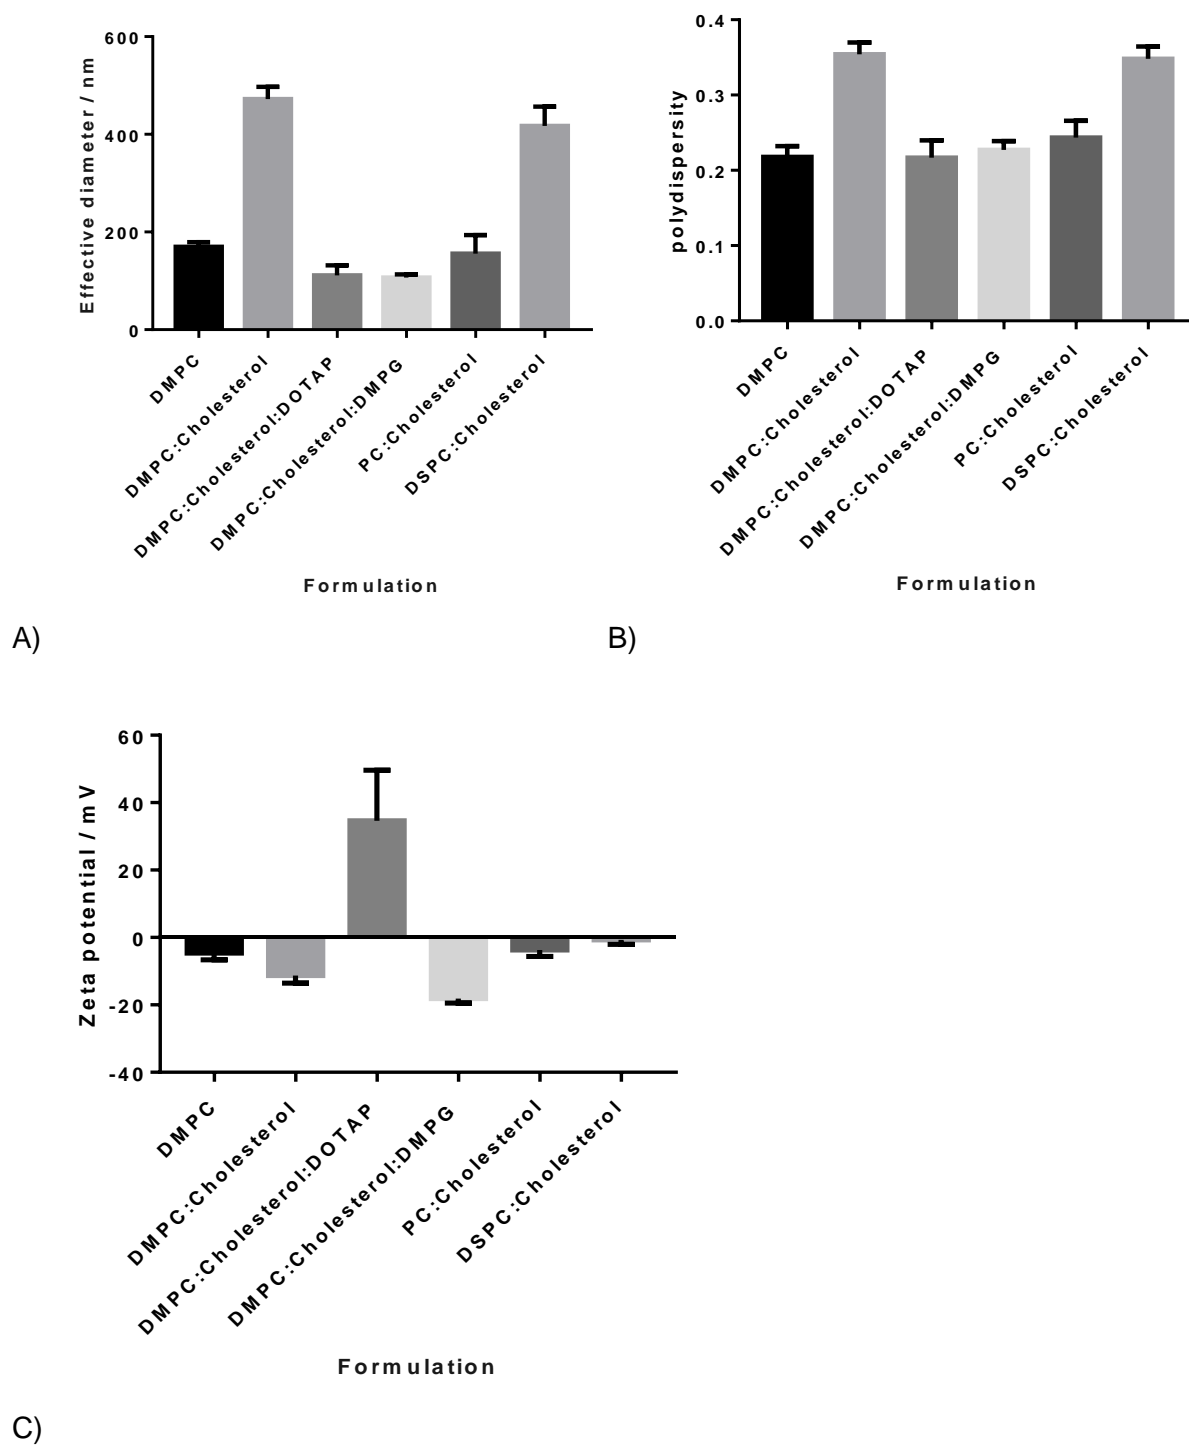 Effective diameter / nm
600
400
200
0
DMPC
DMPC:Cholesterol
DMPC:Cholesterol:DOTAP
DMPC:Cholesterol:DMPG
PC:Cholesterol
DSPC:Cholesterol
Formulation
A)
polydispersity
0.4
0.3
0.2
0.1
0.0
DMPC
DMPC:Cholesterol
DMPC:Cholesterol:DOTAP
DMPC:Cholesterol:DMPG
PC:Cholesterol
DSPC:Cholesterol
Formulation
B)
Zeta potential / mV
60
40
20
0
-20
-40
DMPC
DMPC:Cholesterol
DMPC:Cholesterol:DOTAP
DMPC:Cholesterol:DMPG
PC:Cholesterol
DSPC:Cholesterol
Formulation
C)